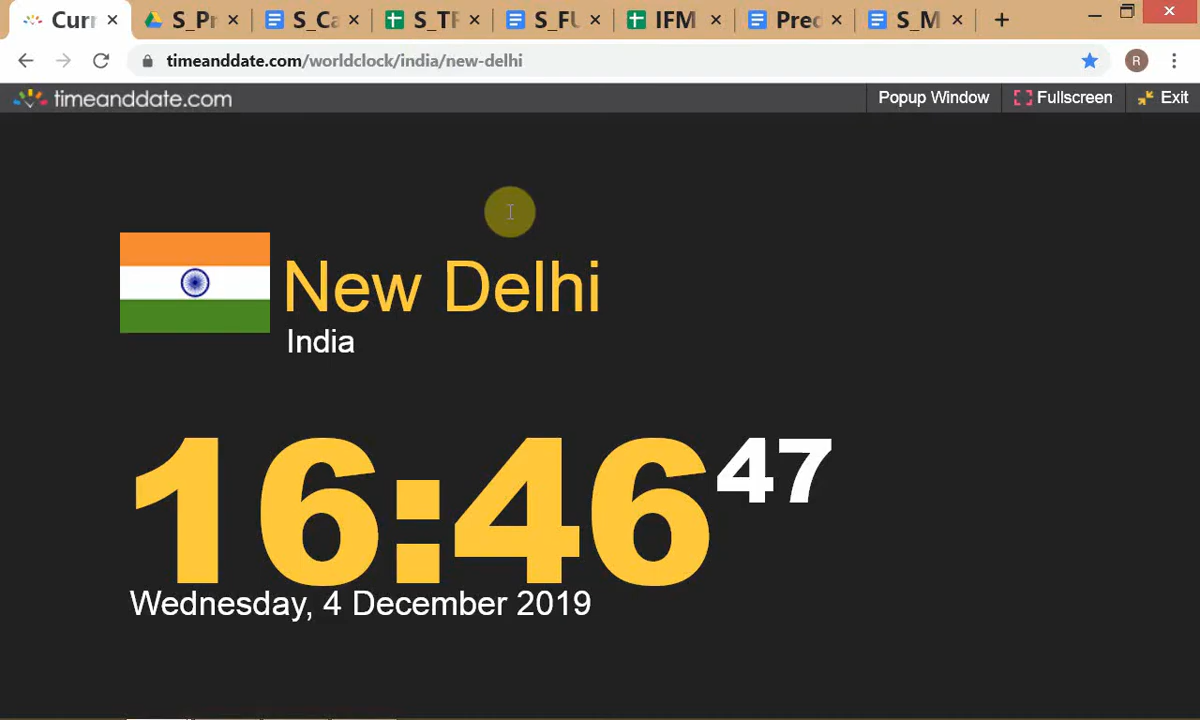 Curr S_Pr S_Ca S_TF S_FU IFM Pred S_M
timeanddate.com/worldclock/india/new-delhi R
timeanddate.com Popup Window Fullscreen Exit
New Delhi
India
16:46 47
Wednesday, 4 December 2019